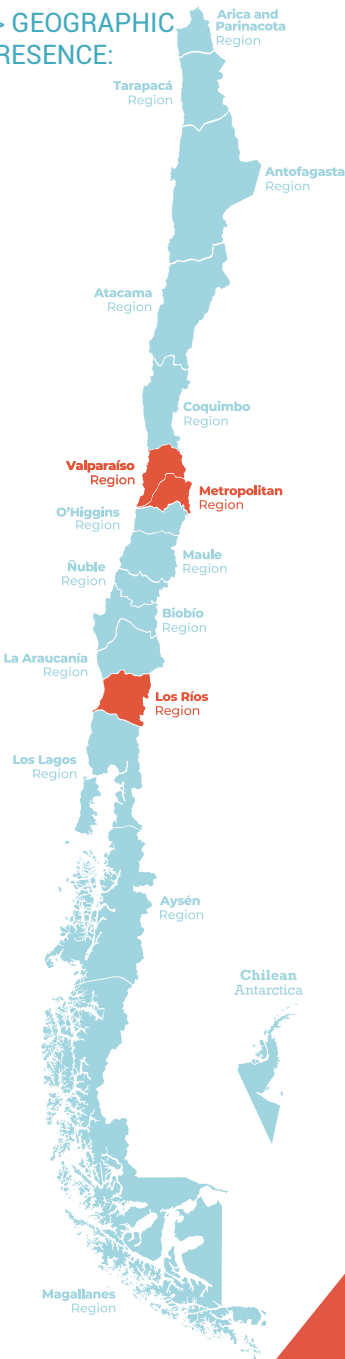 > GEOGRAPHIC
RESENCE:
Arica and
Parinacota
Region
Tarapacá
Region
Antofagasta
Region
Atacama
Region
Coquimbo
Region
Valparaíso
Region
Metropolitan
Region
O'Higgins
Region
Maule
Region
Ñuble
Region
Biobío
Region
La Araucanía
Region
Los Ríos
Region
Los Lagos
Region
Aysén
Region
Chilean
Antarctica
Magallanes
Region